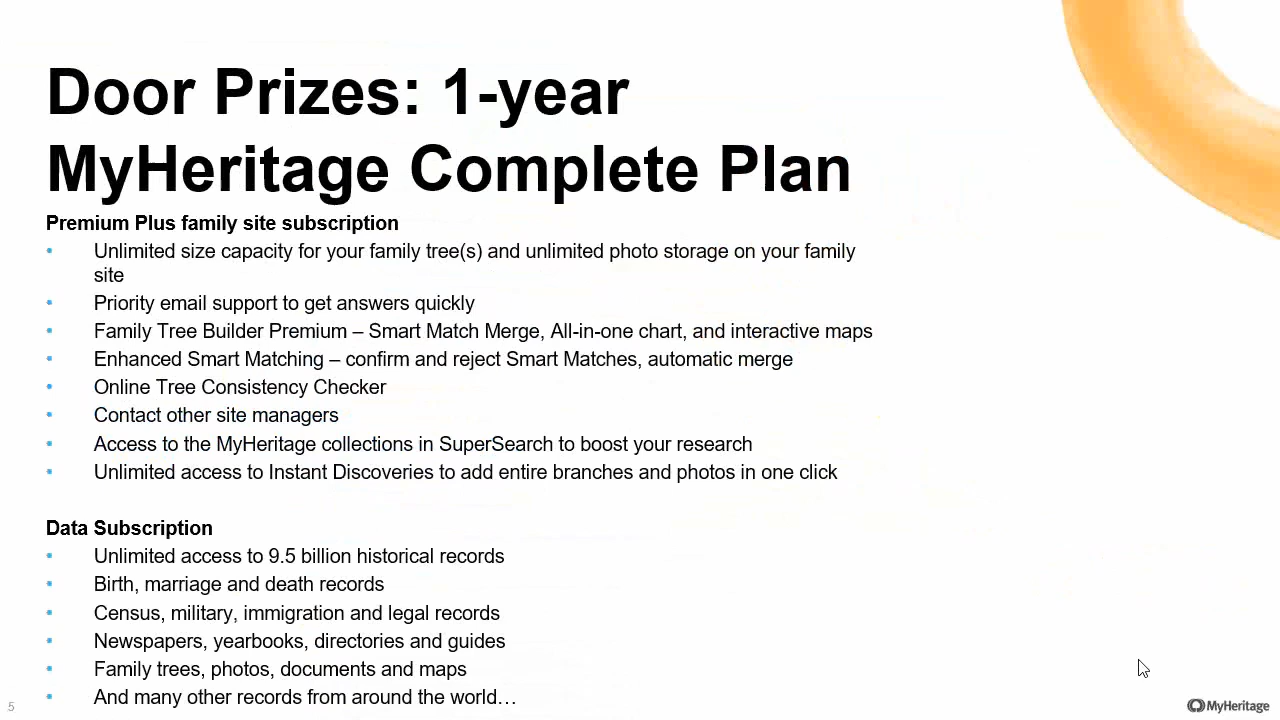 Door Prizes: 1-year
MyHeritage Complete Plan
Premium Plus family site subscription
• Unlimited size capacity for your family tree(s) and unlimited photo storage on your family
site
• Priority email support to get answers quickly
• Family Tree Builder Premium – Smart Match Merge, All-in-one chart, and interactive maps
• Enhanced Smart Matching – confirm and reject Smart Matches, automatic merge
• Online Tree Consistency Checker
• Contact other site managers
• Access to the MyHeritage collections in SuperSearch to boost your research
• Unlimited access to Instant Discoveries to add entire branches and photos in one click
Data Subscription
• Unlimited access to 9.5 billion historical records
• Birth, marriage and death records
• Census, military, immigration and legal records
• Newspapers, yearbooks, directories and guides
• Family trees, photos, documents and maps
• And many other records from around the world…
5
MyHeritage